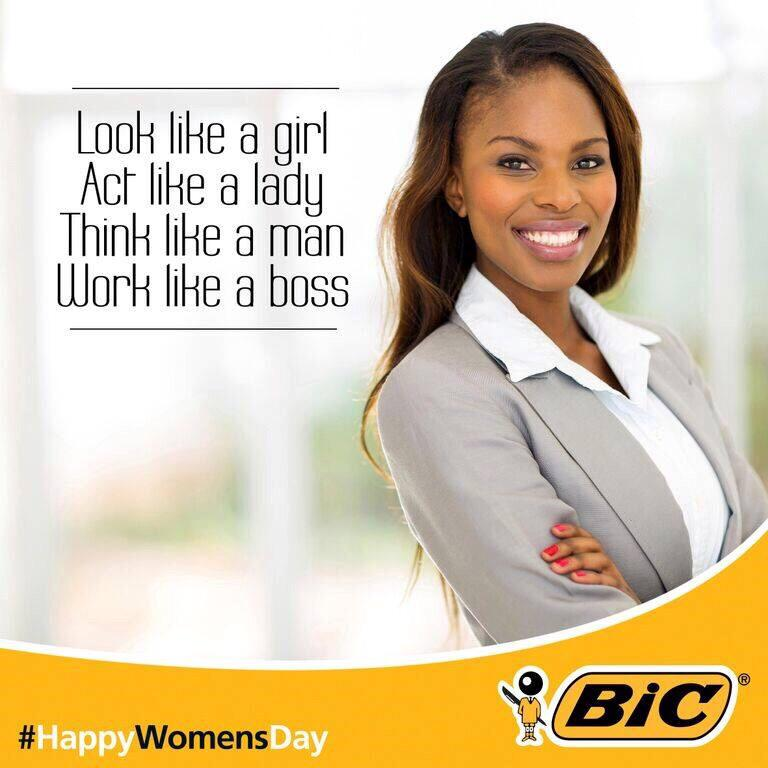 Look like a girl
Act like a lady
Think like a man
Work like a boss
#HappyWomensDay
BiC®